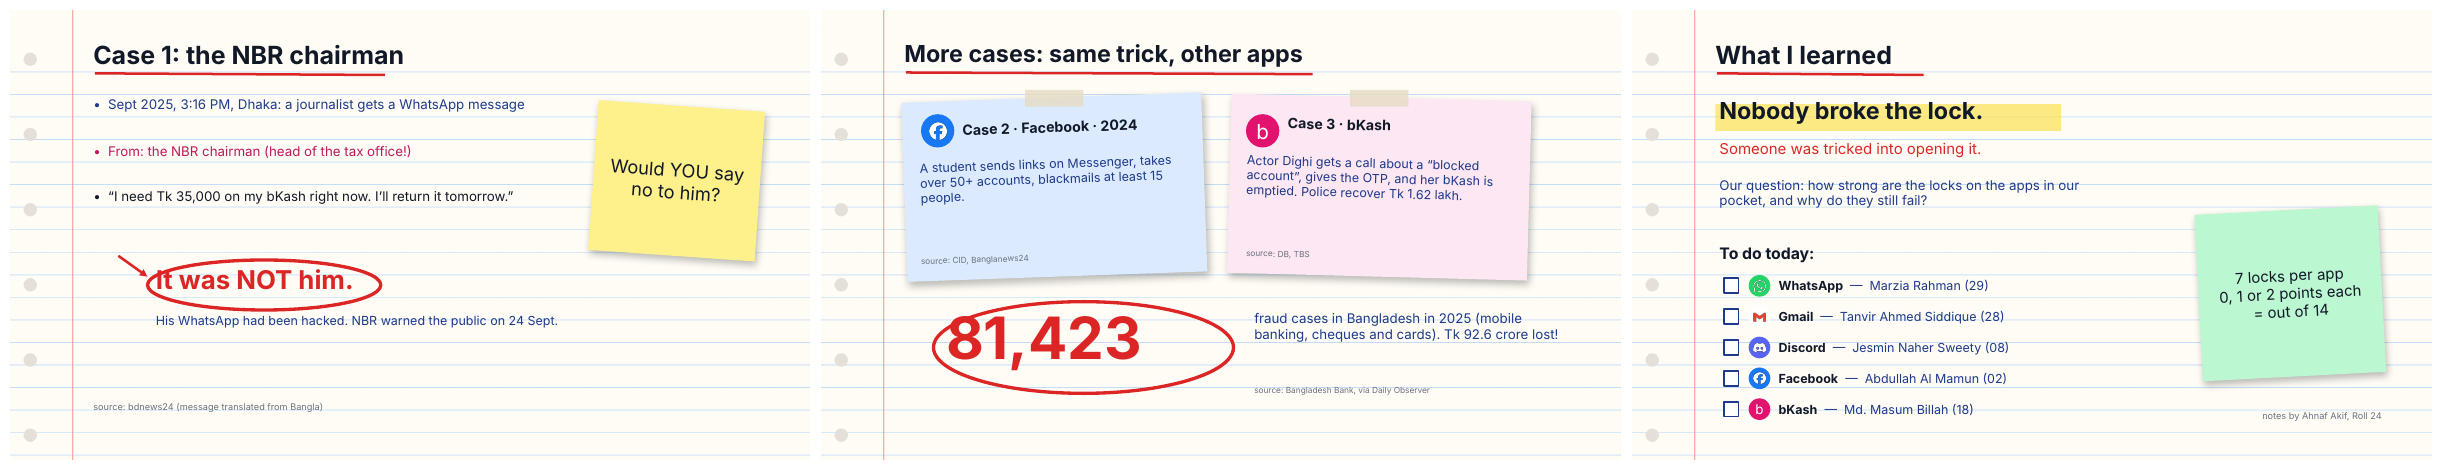 Case 1: the NBR chairman
• Sept 2025, 3:16 PM, Dhaka: a journalist gets a WhatsApp message
• From: the NBR chairman (head of the tax office!)
• “I need Tk 35,000 on my bKash right now. I’ll return it tomorrow.”
Would YOU say
no to him?
It was NOT him.
His WhatsApp had been hacked. NBR warned the public on 24 Sept.
source: bdnews24 (message translated from Bangla)
More cases: same trick, other apps
Case 2 · Facebook · 2024
A student sends links on Messenger, takes
over 50+ accounts, blackmails at least 15
people.
source: CID, Banglanews24
b
Case 3 · bKash
Actor Dighi gets a call about a “blocked
account”, gives the OTP, and her bKash is
emptied. Police recover Tk 1.62 lakh.
source: DB, TBS
81,423
fraud cases in Bangladesh in 2025 (mobile
banking, cheques and cards). Tk 92.6 crore lost!
source: Bangladesh Bank, via Daily Observer
What I learned
Nobody broke the lock.
Someone was tricked into opening it.
Our question: how strong are the locks on the apps in our
pocket, and why do they still fail?
To do today:
WhatsApp — Marzia Rahman (29)
Gmail — Tanvir Ahmed Siddique (28)
Discord — Jesmin Naher Sweety (08)
Facebook — Abdullah Al Mamun (02)
b bKash — Md. Masum Billah (18)
7 locks per app
0, 1 or 2 points each
= out of 14
notes by Ahnaf Akif, Roll 24